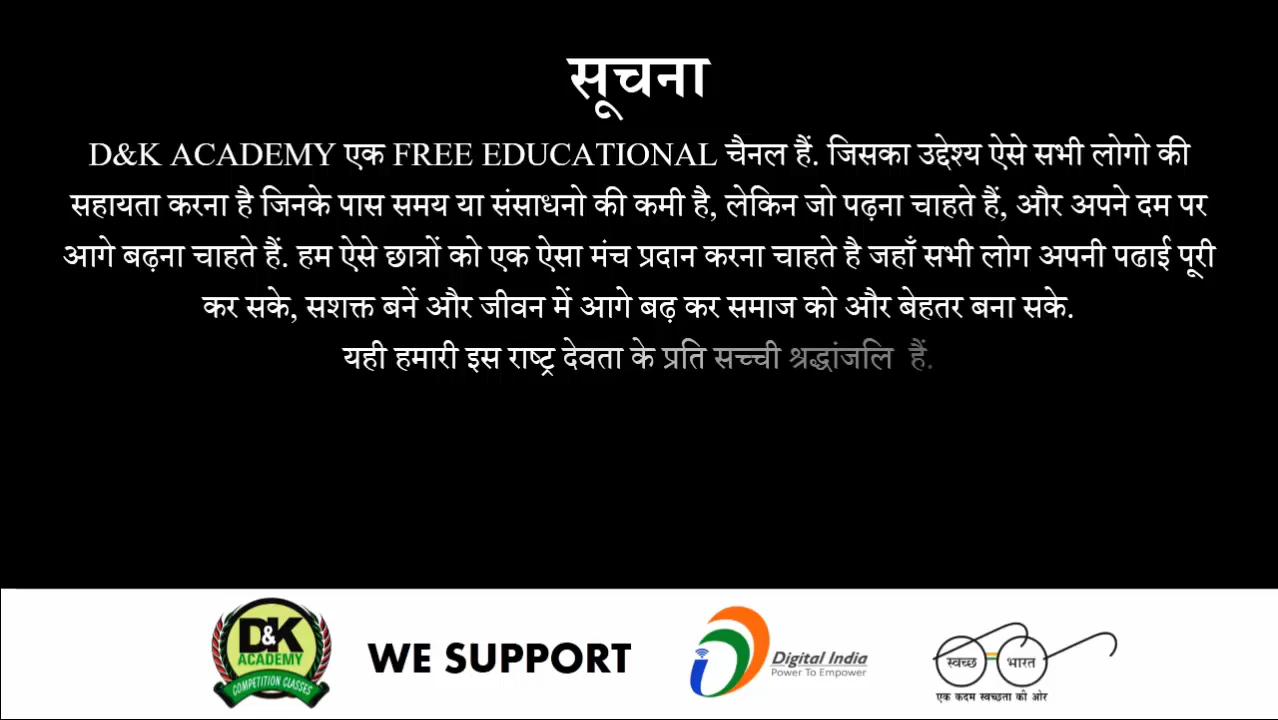 सूचना
D&K ACADEMY एक FREE EDUCATIONAL चैनल हैं. जिसका उद्देश्य ऐसे सभी लोगो की
सहायता करना है जिनके पास समय या संसाधनो की कमी है, लेकिन जो पढ़ना चाहते हैं, और अपने दम पर
आगे बढ़ना चाहते हैं. हम ऐसे छात्रों को एक ऐसा मंच प्रदान करना चाहते है जहाँ सभी लोग अपनी पढाई पूरी
कर सके, सशक्त बनें और जीवन में आगे बढ़ कर समाज को और बेहतर बना सके.
यही हमारी इस राष्ट्र देवता के प्रति सच्ची श्रद्धांजलि हैं.
D&K
ACADEMY
COMPETITION CLASSES
WE SUPPORT
Digital India
Power To Empower
स्वच्छ भारत
एक कदम स्वच्छता की ओर